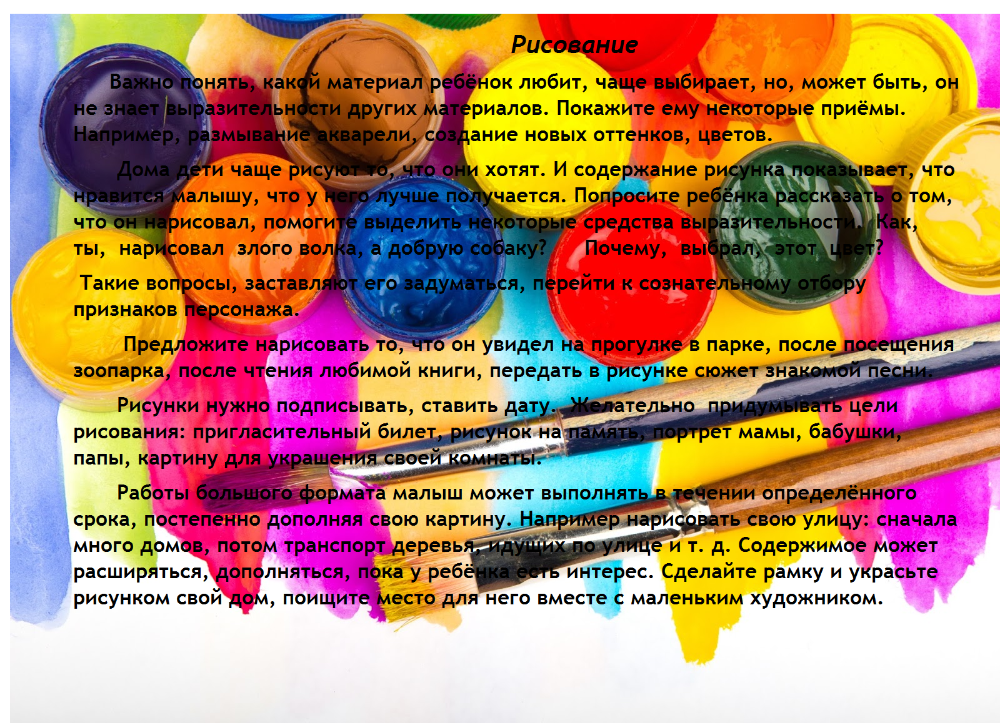 Рисование
Важно понять, какой материал ребёнок любит, чаще выбирает, но, может быть, он
не знает выразительности других материалов. Покажите ему некоторые приёмы.
Например, размывание акварели, создание новых оттенков, цветов.
Дома дети чаще рисуют то, что они хотят. И содержание рисунка показывает, что
нравится малышу, что у него лучше получается. Попросите ребёнка рассказать о том,
что он нарисовал, помогите выделить некоторые средства выразительности. Как,
ты, нарисовал злого волка, а добрую собаку? Почему, выбрал, этот цвет?
Такие вопросы, заставляют его задуматься, перейти к сознательному отбору
признаков персонажа.
Предложите нарисовать то, что он увидел на прогулке в парке, после посещения
зоопарка, после чтения любимой книги, передать в рисунке сюжет знакомой песни.
Рисунки нужно подписывать, ставить дату. Желательно придумывать цели
рисования: пригласительный билет, рисунок на память, портрет мамы, бабушки,
папы, картину для украшения своей комнаты.
Работы большого формата малыш может выполнять в течении определённого
срока, постепенно дополняя свою картину. Например нарисовать свою улицу: сначала
много домов, потом транспорт деревья, идущих по улице и т. д. Содержимое может
расширяться, дополняться, пока у ребёнка есть интерес. Сделайте рамку и украсьте
рисунком свой дом, поищите место для него вместе с маленьким художником.